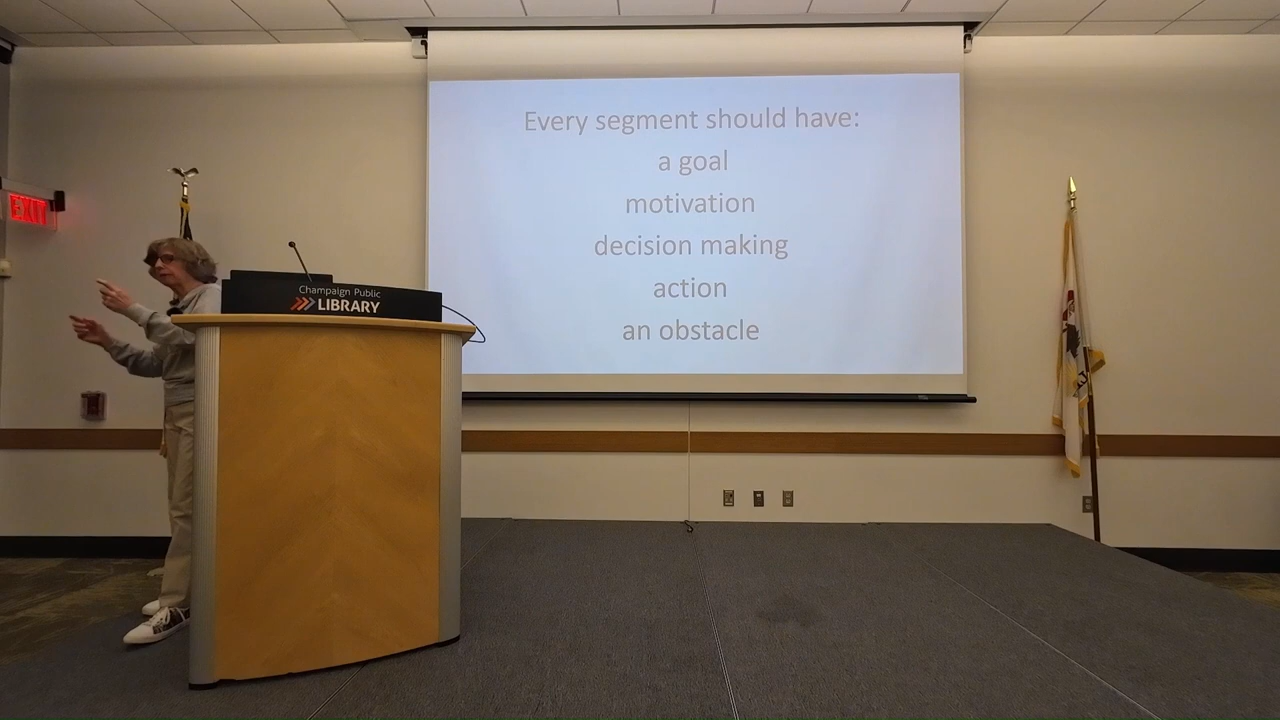 Every segment should have:
a goal
motivation
decision making
action
an obstacle
EXIT
Champaign Public
LIBRARY